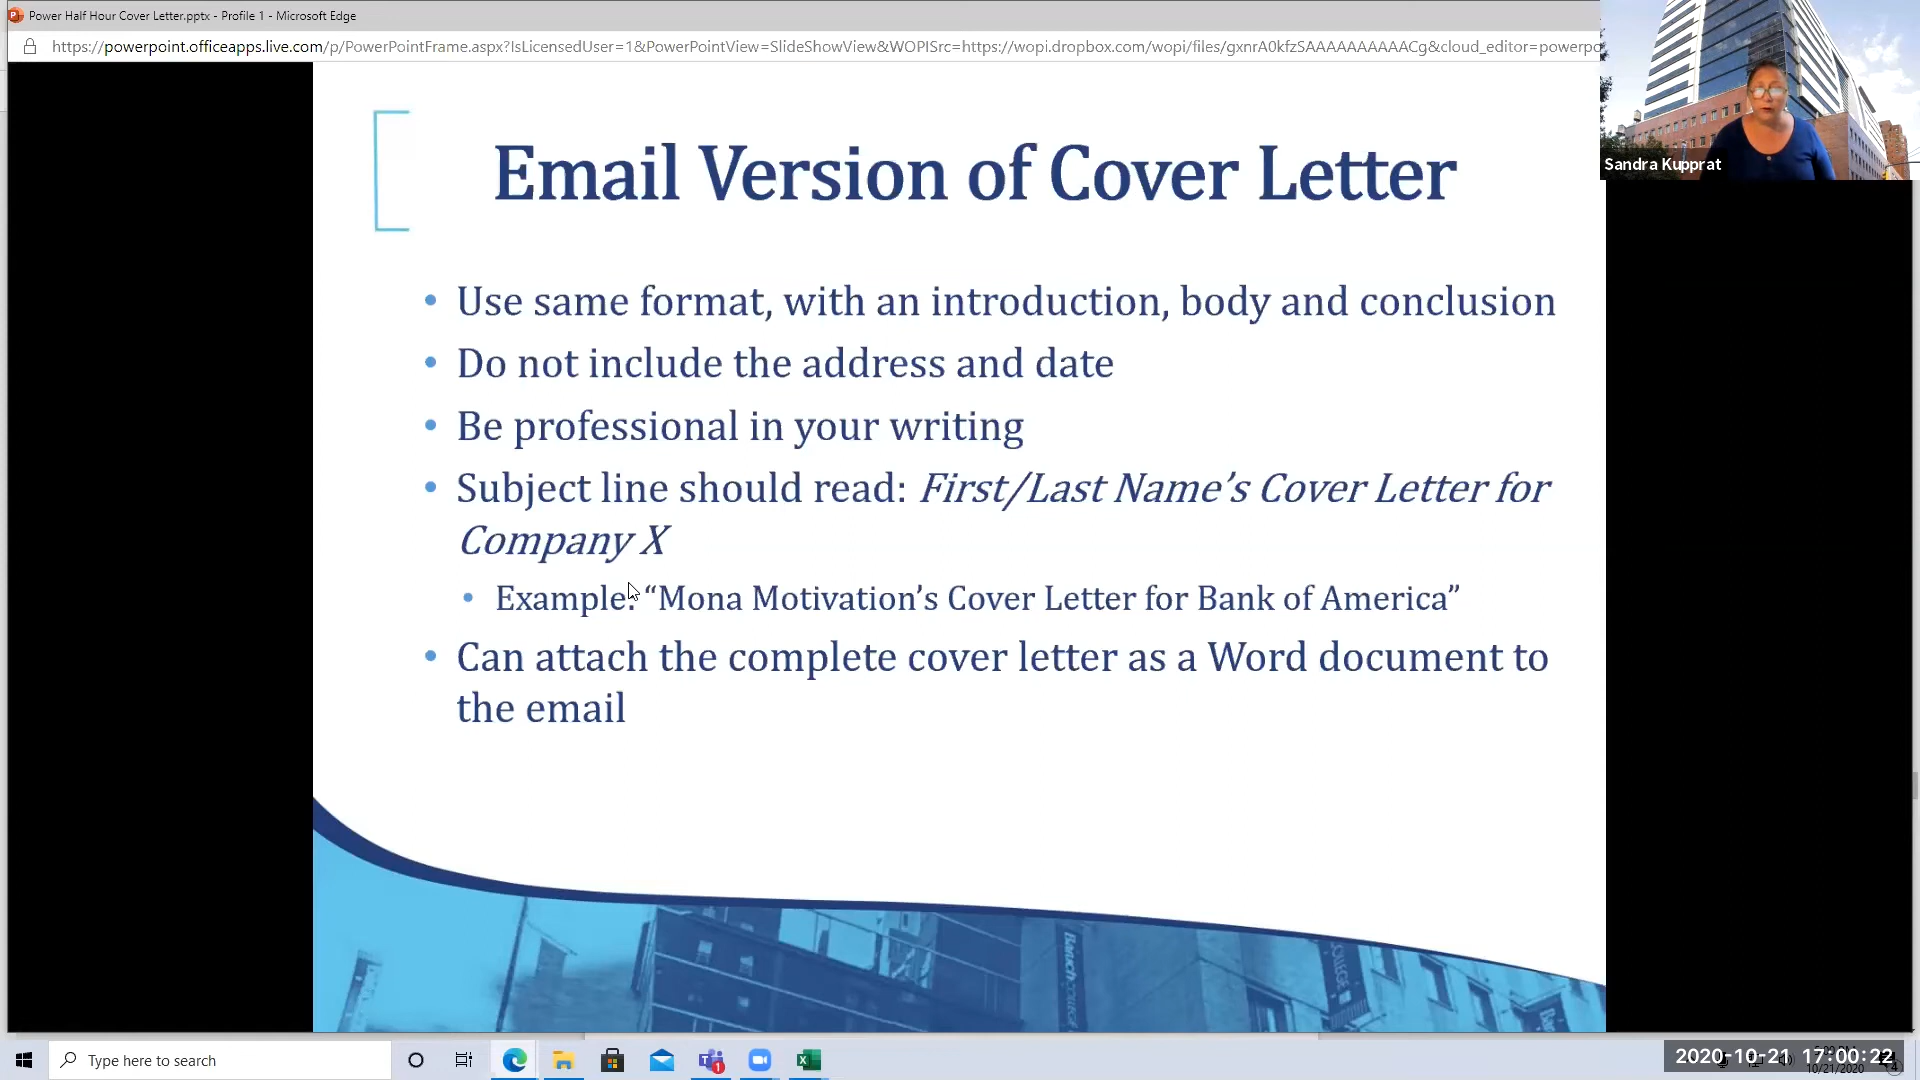 Power Half Hour Cover Letter.pptx - Profile 1 - Microsoft Edge
https://powerpoint.officeapps.live.com/p/PowerPointFrame.aspx?IsLicensedUser=1&PowerPointView=SlideShowView&WOPISrc=https://wopi.dropbox.com/wopi/files/gxnrA0kfzSAAAAAAAAAACg&cloud_editor=powerpo
Sandra Kupprat
Email Version of Cover Letter
• Use same format, with an introduction, body and conclusion
• Do not include the address and date
• Be professional in your writing
• Subject line should read: First/Last Name’s Cover Letter for
Company X
• Example: “Mona Motivation’s Cover Letter for Bank of America”
• Can attach the complete cover letter as a Word document to
the email
Type here to search
2020-10-21 17:00:22
10/21/2020